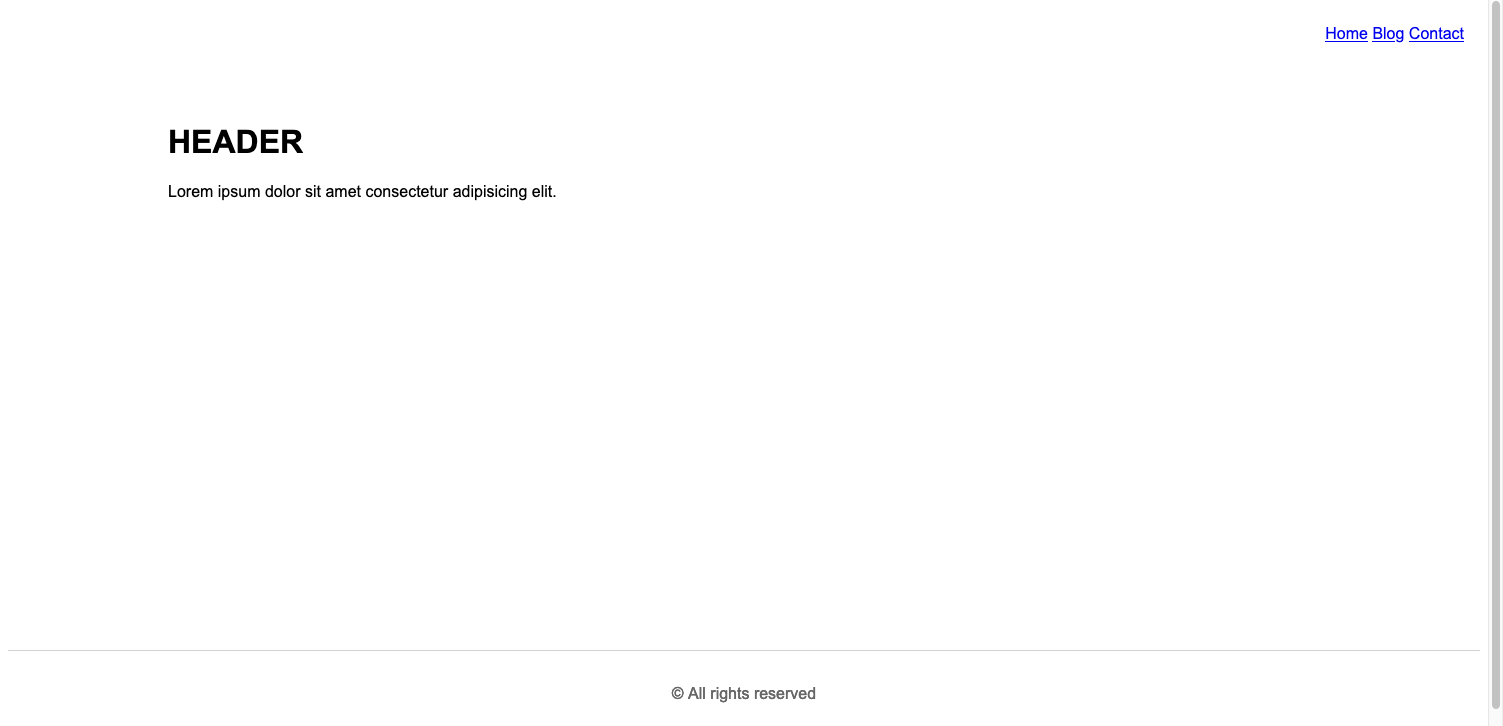 Home Blog Contact
HEADER
Lorem ipsum dolor sit amet consectetur adipisicing elit.
© All rights reserved